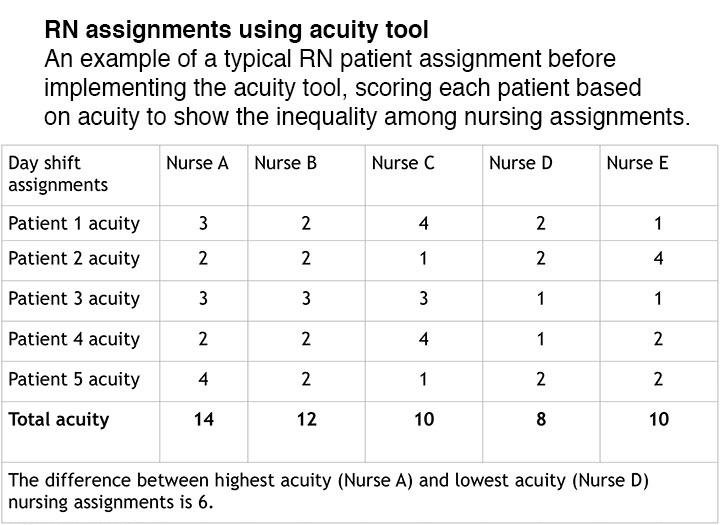 RN assignments using acuity tool
An example of a typical RN patient assignment before
implementing the acuity tool, scoring each patient based
on acuity to show the inequality among nursing assignments.
Day shift assignments Nurse A Nurse B Nurse C Nurse D Nurse E
Patient 1 acuity 3 2 4 2 1
Patient 2 acuity 2 2 1 2 4
Patient 3 acuity 3 3 3 1 1
Patient 4 acuity 2 2 4 1 2
Patient 5 acuity 4 2 1 2 2
Total acuity 14 12 10 8 10
The difference between highest acuity (Nurse A) and lowest acuity (Nurse D)
nursing assignments is 6.